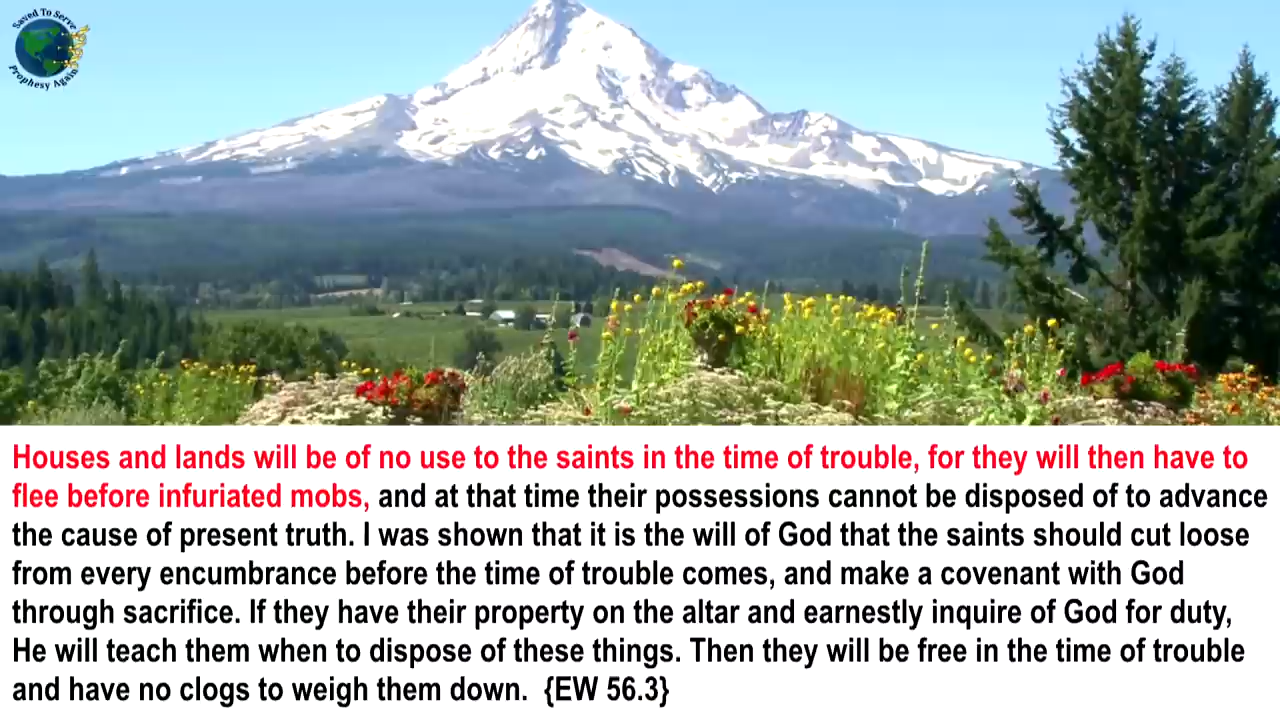 Saved To Serve
Prophesy Again
Houses and lands will be of no use to the saints in the time of trouble, for they will then have to
flee before infuriated mobs, and at that time their possessions cannot be disposed of to advance
the cause of present truth. I was shown that it is the will of God that the saints should cut loose
from every encumbrance before the time of trouble comes, and make a covenant with God
through sacrifice. If they have their property on the altar and earnestly inquire of God for duty,
He will teach them when to dispose of these things. Then they will be free in the time of trouble
and have no clogs to weigh them down.  {EW 56.3}